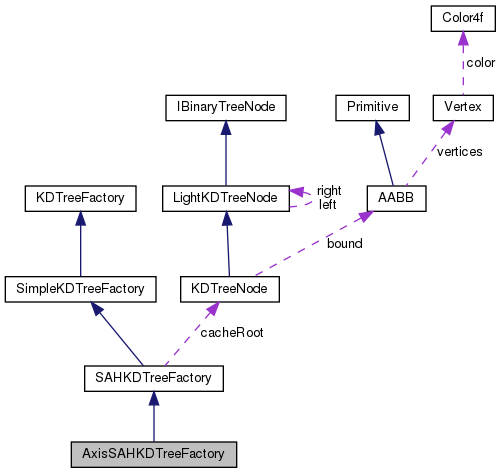 Color4f
color
IBinaryTreeNode
Primitive
Vertex
vertices
KDTreeFactory
LightKDTreeNode
right
left
AABB
bound
SimpleKDTreeFactory
KDTreeNode
cacheRoot
SAHKDTreeFactory
AxisSAHKDTreeFactory